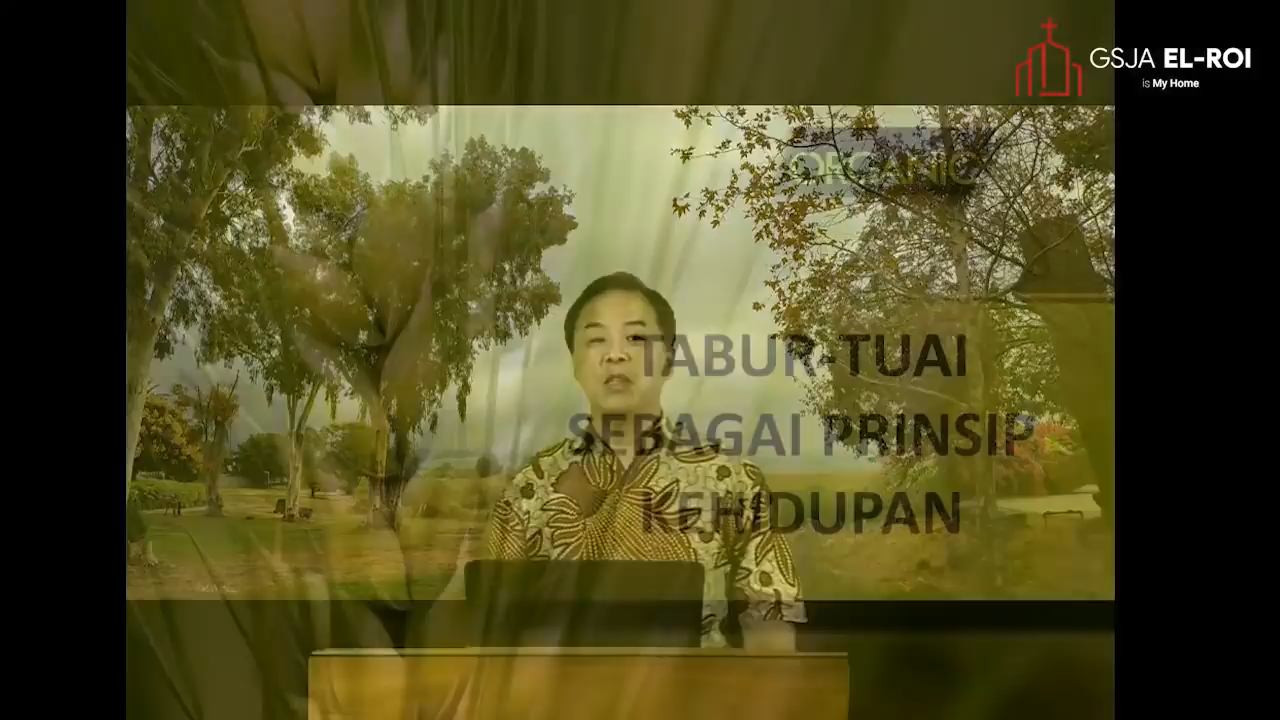 GSJA EL-ROI
is My Home
ORGANIC
TABUR-TUAI
SEBAGAI PRINSIP
KEHIDUPAN